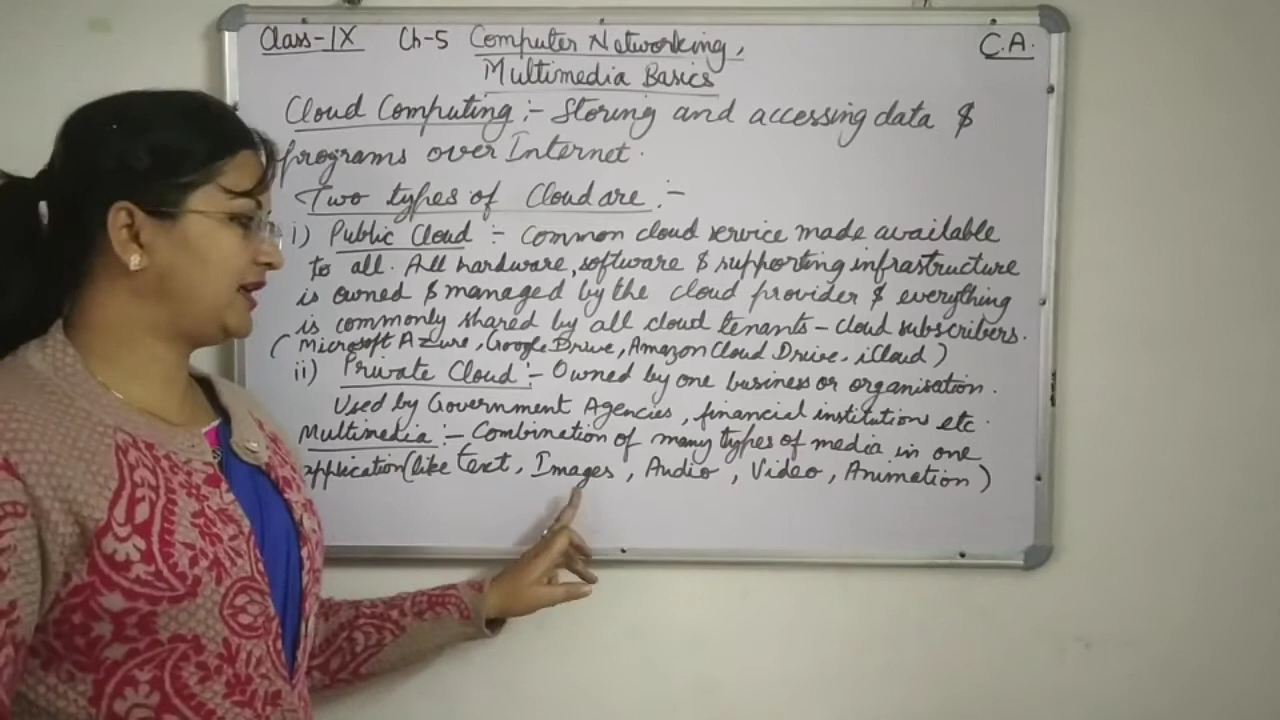 Class-IX Ch-5 Computer Networking, C.A.
Multimedia Basics
Cloud Computing :- Storing and accessing data &
programs over Internet.
Two types of Cloud are :-
i) Public Cloud :- Common cloud service made available
to all. All hardware, software & supporting infrastructure
is owned & managed by the cloud provider & everything
is commonly shared by all cloud tenants - cloud subscribers.
(Microsoft Azure, Google Drive, Amazon Cloud Drive, iCloud)
ii) Private Cloud :- Owned by one business or organisation.
Used by Government Agencies, financial institutions etc.
Multimedia :- Combination of many types of media in one
application (like text, Images, Audio, Video, Animation)